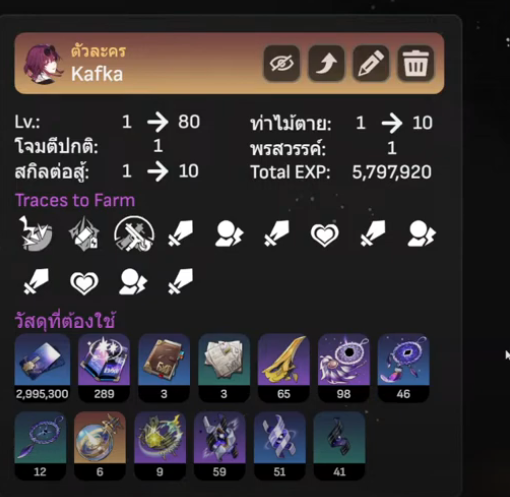 ตัวละคร
Kafka
Lv.: 1 → 80 ท่าไม้ตาย: 1 → 10
โจมตีปกติ: 1 พรสวรรค์: 1
สกิลต่อสู้: 1 → 10 Total EXP: 5,797,920
Traces to Farm
วัสดุที่ต้องใช้
2,995,300 289 3 3 65 98 46
12 6 9 59 51 41